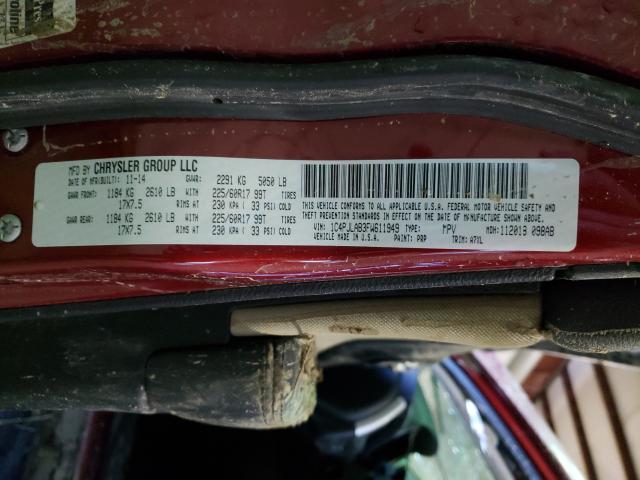 MFD BY CHRYSLER GROUP LLC
DATE OF MFR(BUILT): 11-14 GVWR: 2291 KG 5050 LB
GAWR FRONT: 1184 KG 2610 LB WITH 225/60R17 99T TIRES
17X7.5 RIMS AT 230 KPA ( 33 PSI) COLD
GAWR REAR: 1184 KG 2610 LB WITH 225/60R17 99T TIRES
17X7.5 RIMS AT 230 KPA ( 33 PSI) COLD
THIS VEHICLE CONFORMS TO ALL APPLICABLE U.S.A. FEDERAL MOTOR VEHICLE
SAFETY, BUMPER, AND THEFT PREVENTION STANDARDS IN EFFECT ON THE DATE
OF MANUFACTURE SHOWN ABOVE.
VIN: 1C4PJLAB3FW611949 TYPE: MPV MDH: 112013 098AB
MADE IN U.S.A. PAINT: PRP TRIM: A7XL